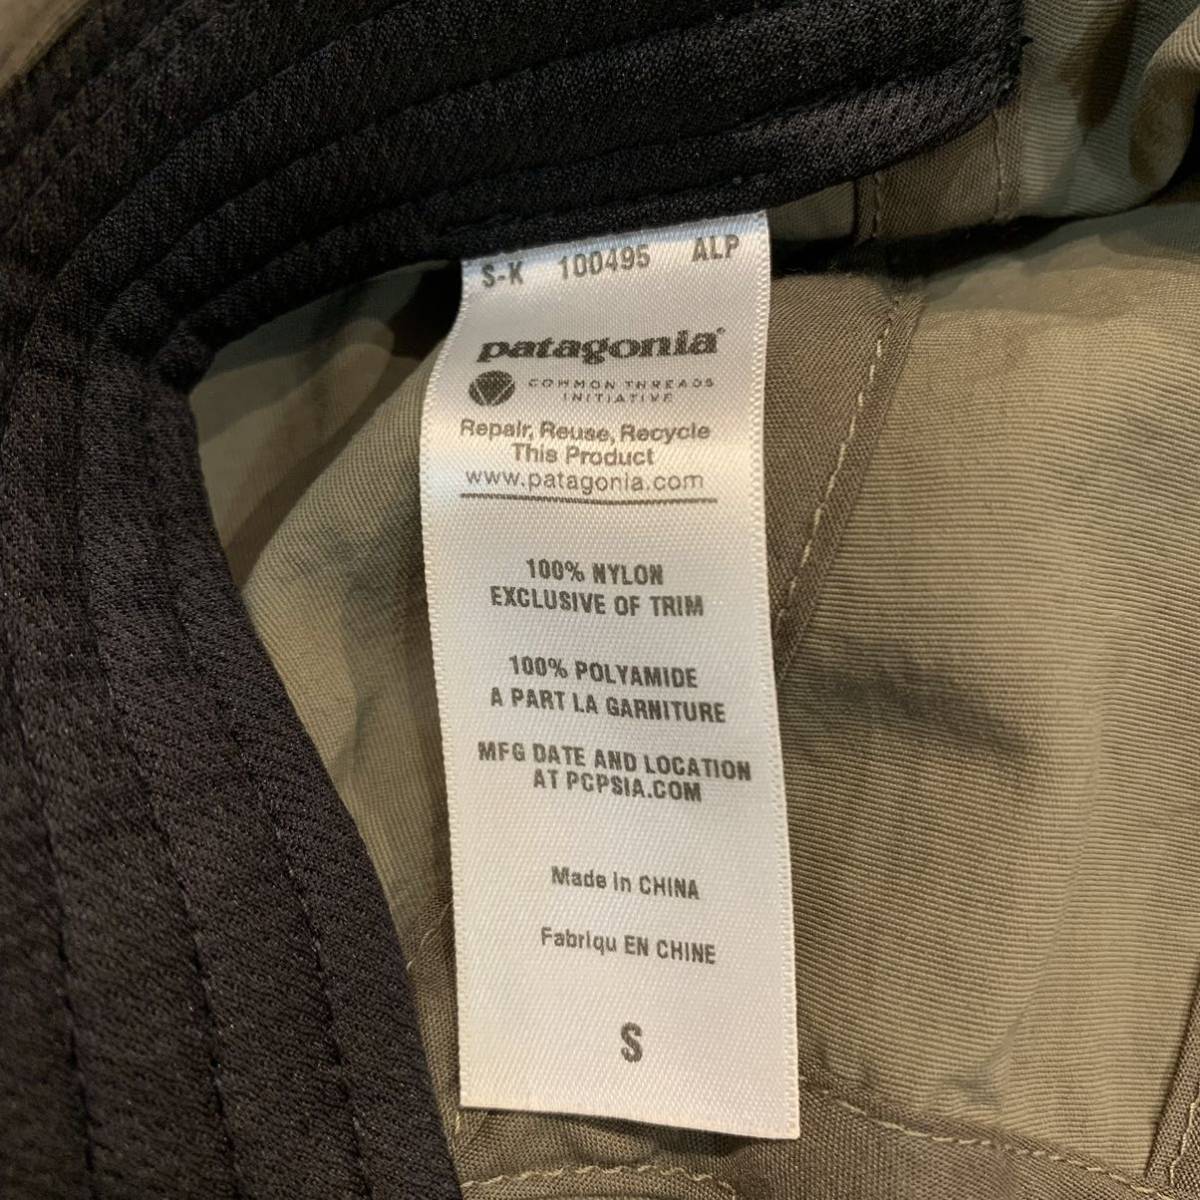 S-K 100495 ALP
patagonia®
COMMON THREADS
INITIATIVE
Repair, Reuse, Recycle
This Product
www.patagonia.com
100% NYLON
EXCLUSIVE OF TRIM
100% POLYAMIDE
A PART LA GARNITURE
MFG DATE AND LOCATION
AT PCPSIA.COM
Made in CHINA
Fabriqu EN CHINE
S